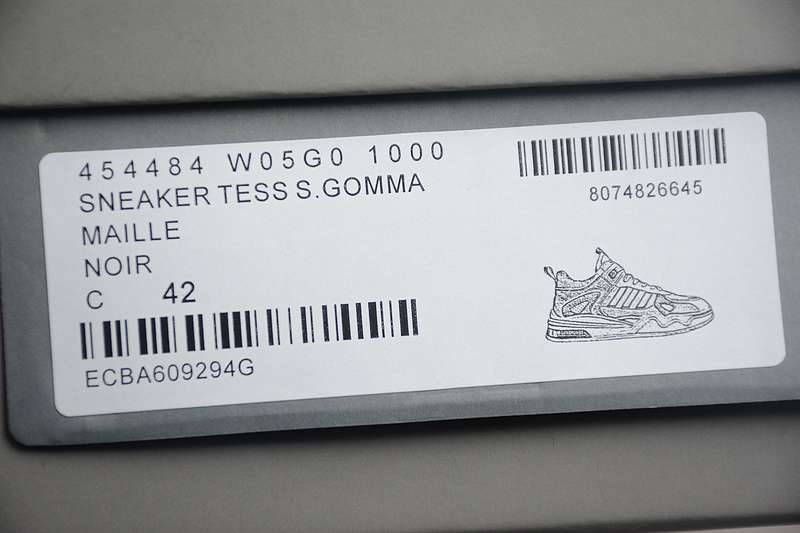 454484 W05G0 1000
SNEAKER TESS S.GOMMA
MAILLE
NOIR
C 42
ECBA609294G
8074826645